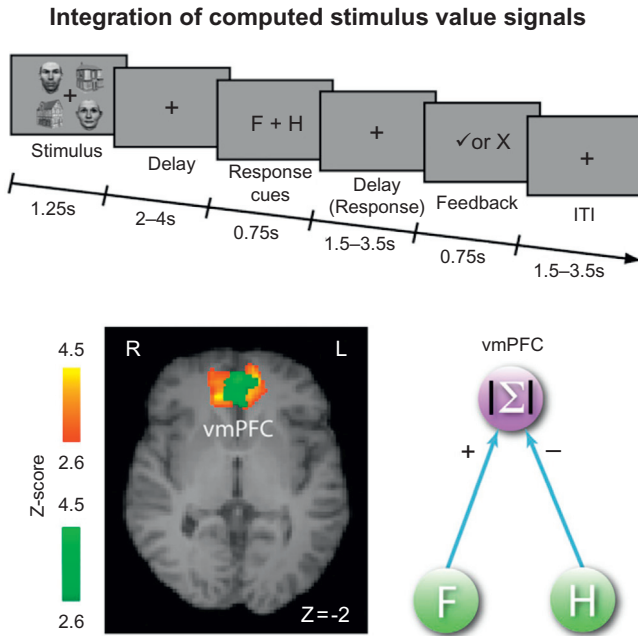 Integration of computed stimulus value signals
+
Stimulus
+
Delay
F + H
Response
cues
+
Delay
(Response)
✓or X
Feedback
+
ITI
1.25s
2–4s
0.75s
1.5–3.5s
0.75s
1.5–3.5s
R
L
vmPFC
Z=-2
Z-score
4.5
2.6
4.5
2.6
vmPFC
|Σ|
+
–
F
H